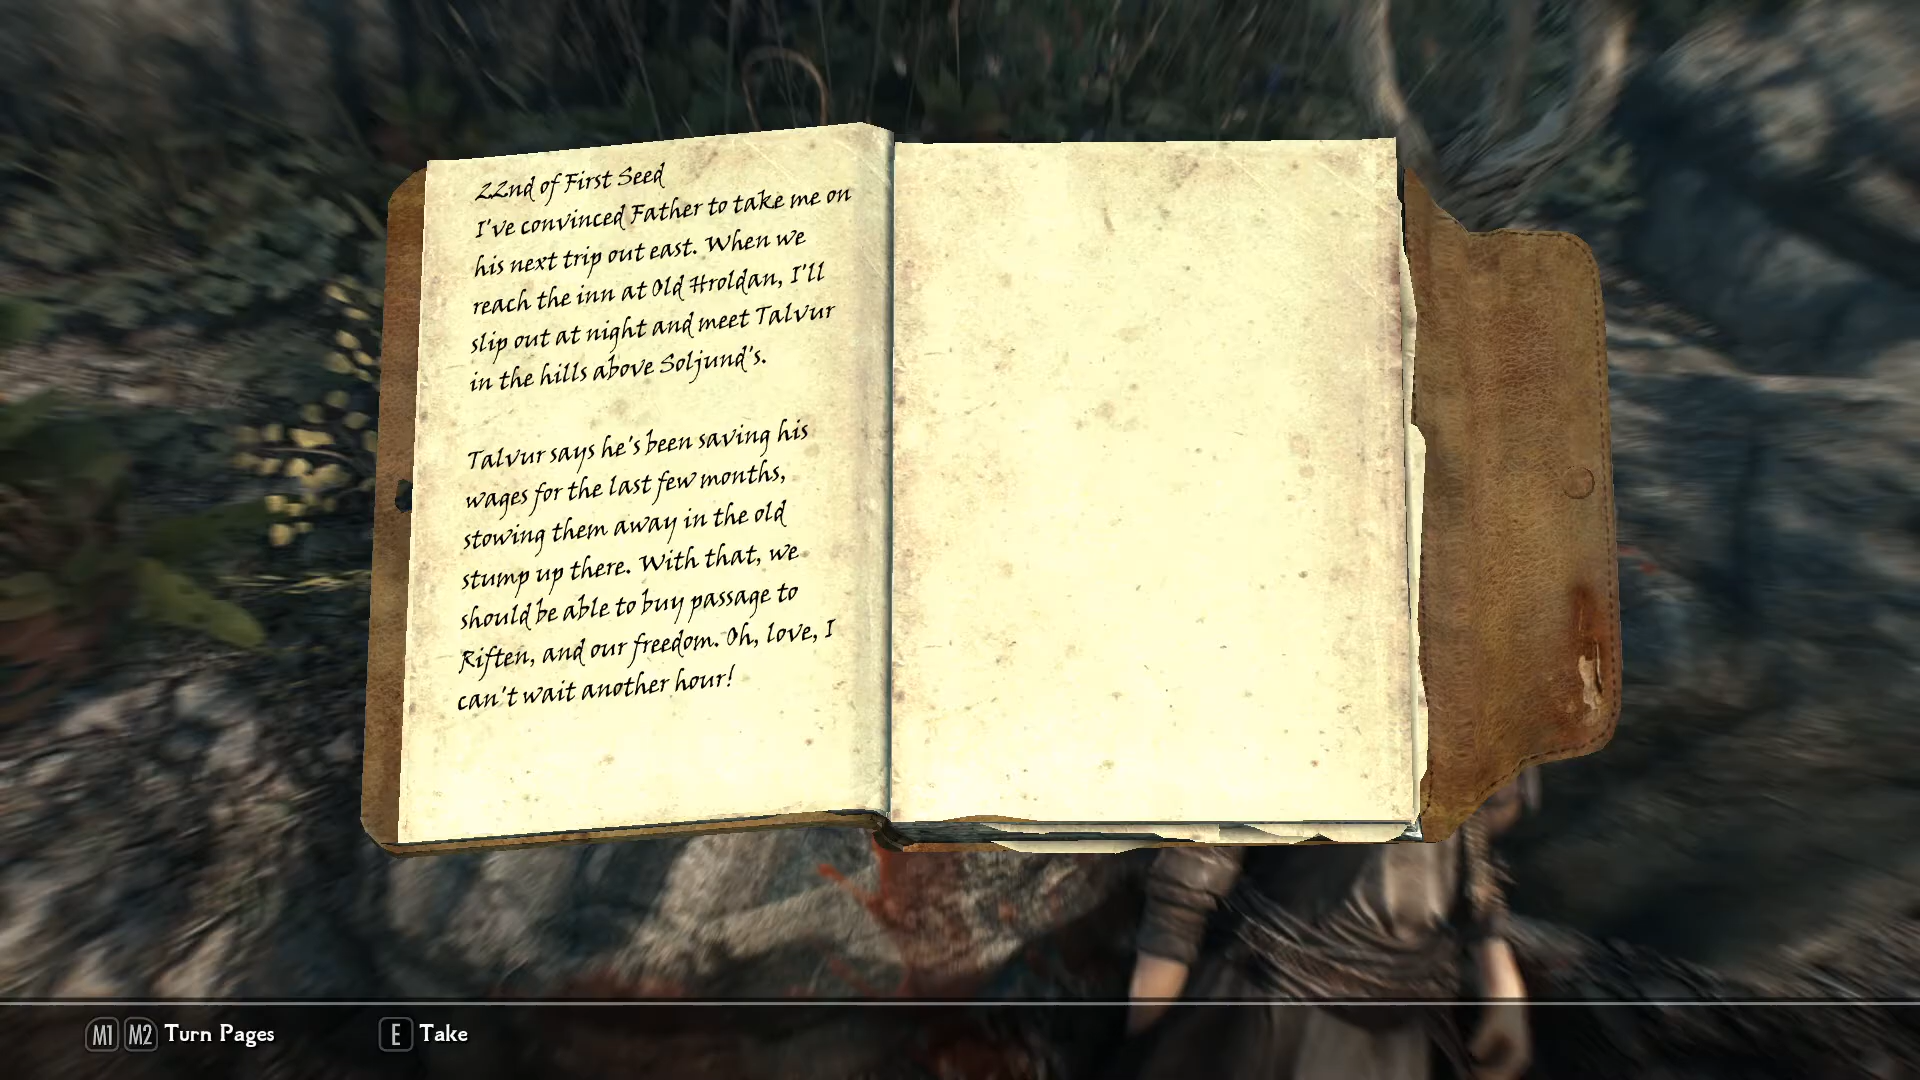 22nd of First Seed
I've convinced Father to take me on
his next trip out east. When we
reach the inn at Old Hroldan, I'll
slip out at night and meet Talvur
in the hills above Soljund's.
Talvur says he's been saving his
wages for the last few months,
stowing them away in the old
stump up there. With that, we
should be able to buy passage to
Riften, and our freedom. Oh, love, I
can't wait another hour!
M1 M2 Turn Pages
E Take